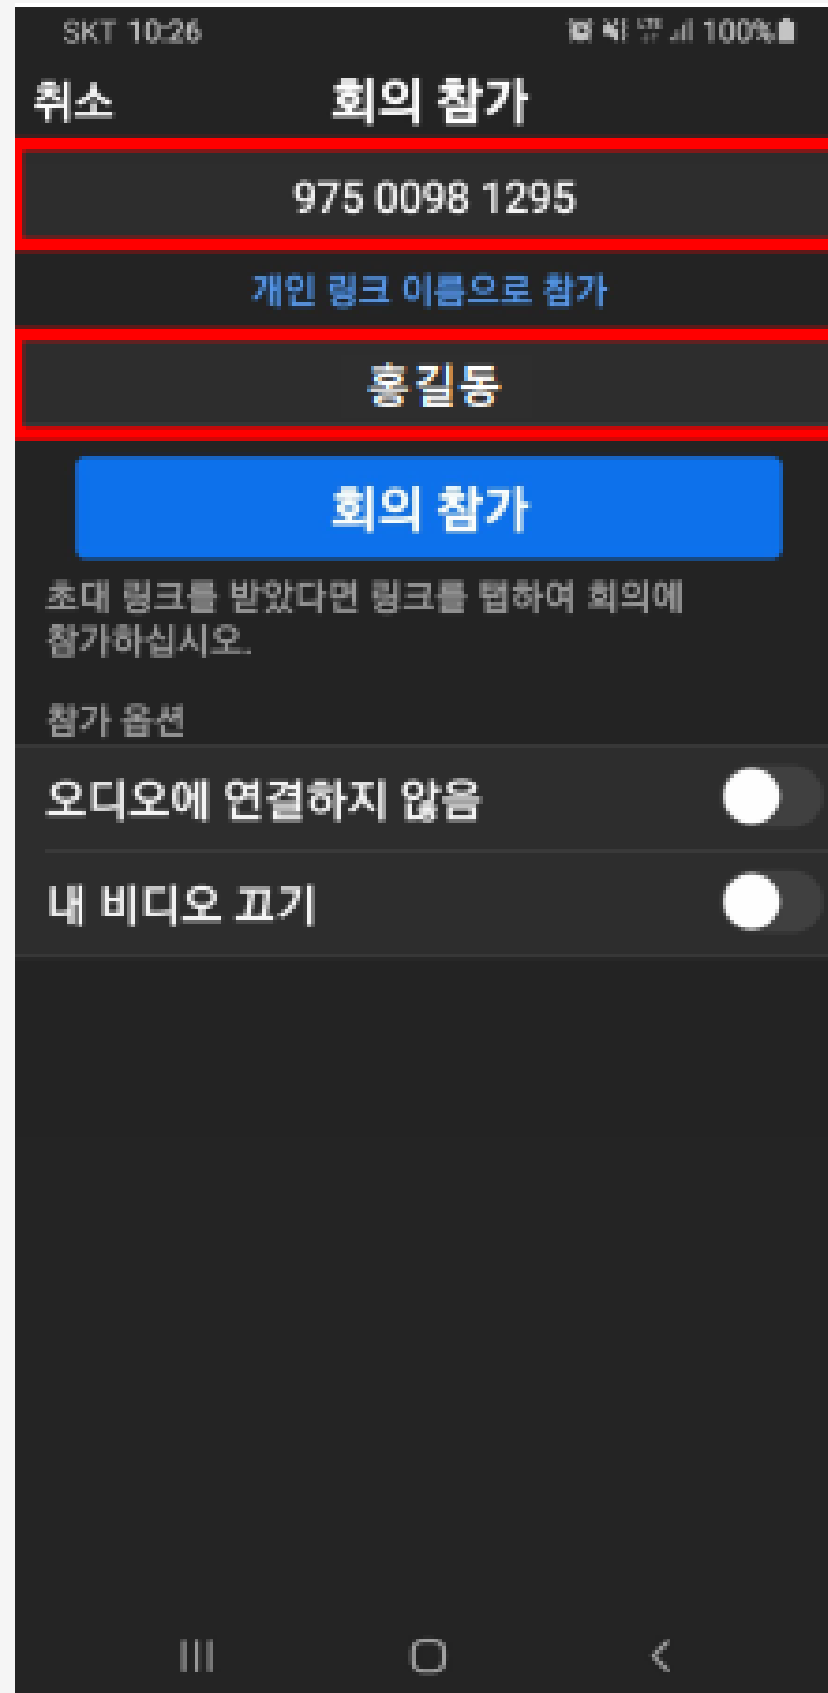 SKT 10:26 100%
취소 회의 참가
975 0098 1295
개인 링크 이름으로 참가
홍길동
회의 참가
초대 링크를 받았다면 링크를 탭하여 회의에
참가하십시오.
참가 옵션
오디오에 연결하지 않음
내 비디오 끄기